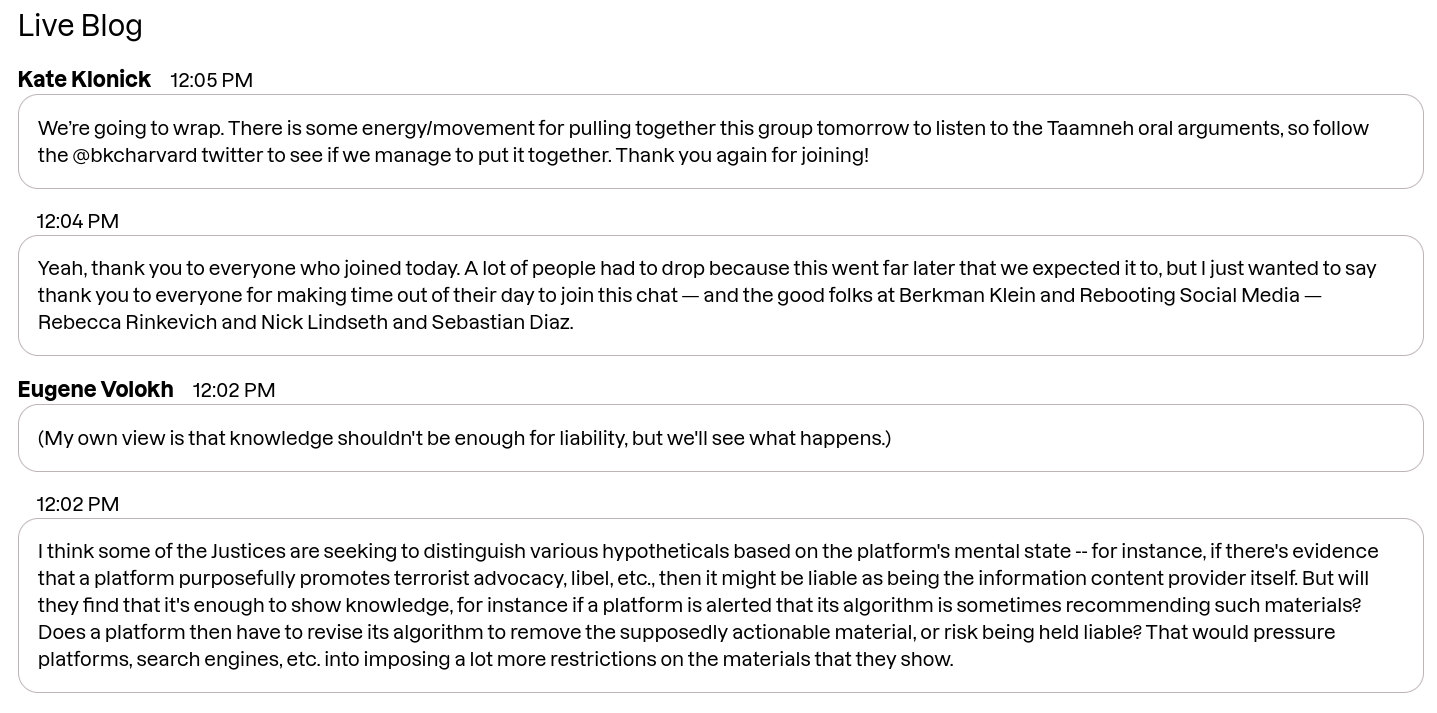 Live Blog
Kate Klonick 12:05 PM
We’re going to wrap. There is some energy/movement for pulling together this group tomorrow to listen to the Taamneh oral arguments, so follow
the @bkcharvard twitter to see if we manage to put it together. Thank you again for joining!
12:04 PM
Yeah, thank you to everyone who joined today. A lot of people had to drop because this went far later that we expected it to, but I just wanted to say
thank you to everyone for making time out of their day to join this chat — and the good folks at Berkman Klein and Rebooting Social Media —
Rebecca Rinkevich and Nick Lindseth and Sebastian Diaz.
Eugene Volokh 12:02 PM
(My own view is that knowledge shouldn't be enough for liability, but we'll see what happens.)
12:02 PM
I think some of the Justices are seeking to distinguish various hypotheticals based on the platform's mental state -- for instance, if there's evidence
that a platform purposefully promotes terrorist advocacy, libel, etc., then it might be liable as being the information content provider itself. But will
they find that it's enough to show knowledge, for instance if a platform is alerted that its algorithm is sometimes recommending such materials?
Does a platform then have to revise its algorithm to remove the supposedly actionable material, or risk being held liable? That would pressure
platforms, search engines, etc. into imposing a lot more restrictions on the materials that they show.